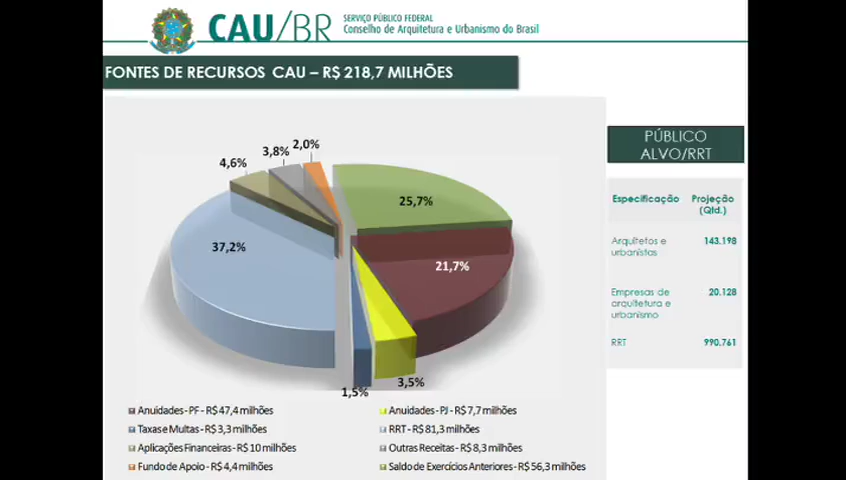 CAU/BR
SERVIÇO PÚBLICO FEDERAL
Conselho de Arquitetura e Urbanismo do Brasil
FONTES DE RECURSOS CAU – R$ 218,7 MILHÕES
2,0%
3,8%
4,6%
25,7%
37,2%
21,7%
3,5%
1,5%
Anuidades - PF - R$ 47,4 milhões
Anuidades - PJ - R$ 7,7 milhões
Taxas e Multas - R$ 3,3 milhões
RRT - R$ 81,3 milhões
Aplicações Financeiras - R$ 10 milhões
Outras Receitas - R$ 8,3 milhões
Fundo de Apoio - R$ 4,4 milhões
Saldo de Exercícios Anteriores - R$ 56,3 milhões
PÚBLICO
ALVO/RRT
Especificação Projeção
(Qtd.)
Arquitetos e
urbanistas 143.198
Empresas de
arquitetura e
urbanismo 20.128
RRT 990.761